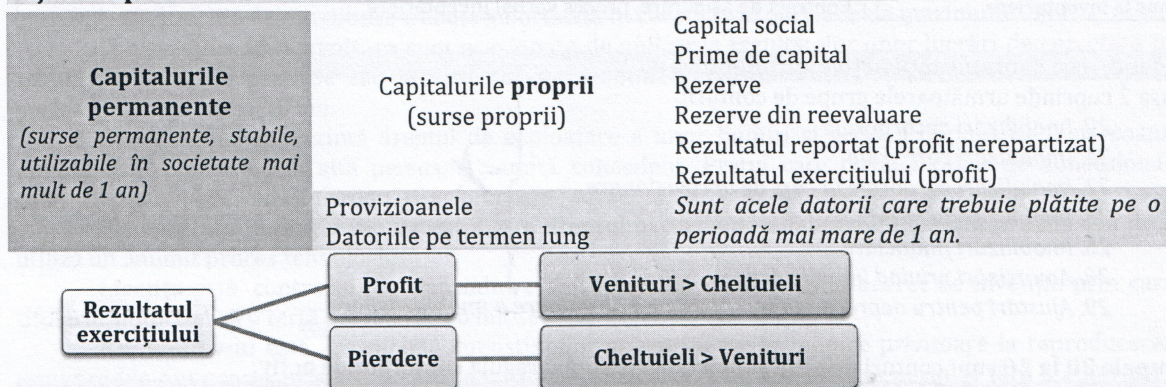 Capitalurile
permanente
(surse permanente, stabile,
utilizabile în societate mai
mult de 1 an)
Capitalurile proprii
(surse proprii)
Capital social
Prime de capital
Rezerve
Rezerve din reevaluare
Rezultatul reportat (profit nerepartizat)
Rezultatul exercițiului (profit)
Provizioanele
Datoriile pe termen lung
Sunt acele datorii care trebuie plătite pe o
perioadă mai mare de 1 an.
Rezultatul
exercițiului
Profit
Venituri > Cheltuieli
Pierdere
Cheltuieli > Venituri